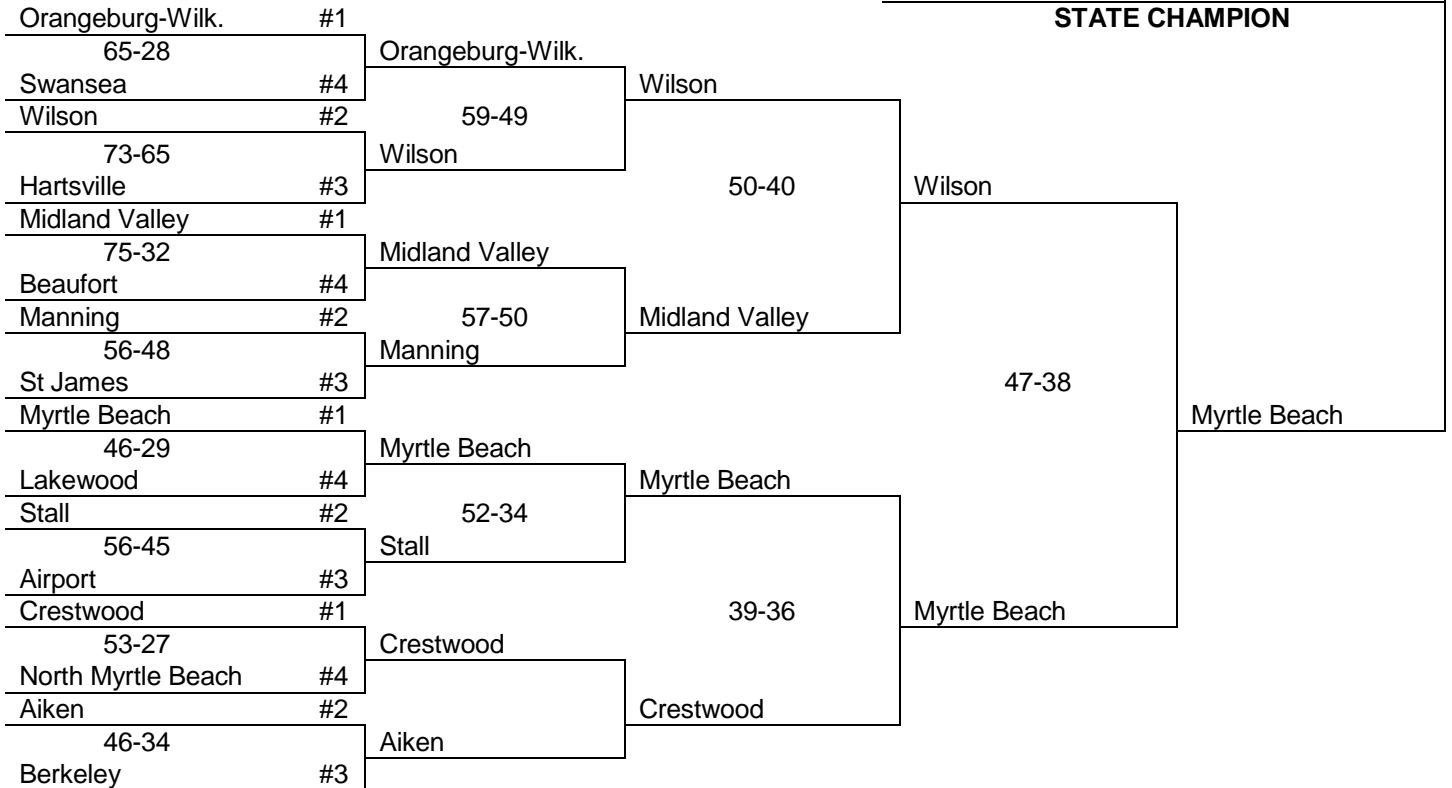 Orangeburg-Wilk. #1 STATE CHAMPION
65-28 Orangeburg-Wilk.
Swansea #4 Wilson
Wilson #2 59-49
73-65 Wilson
Hartsville #3 50-40 Wilson
Midland Valley #1
75-32 Midland Valley
Beaufort #4
Manning #2 57-50 Midland Valley
56-48 Manning
St James #3 47-38
Myrtle Beach #1 Myrtle Beach
46-29 Myrtle Beach
Lakewood #4 Myrtle Beach
Stall #2 52-34
56-45 Stall
Airport #3
Crestwood #1 39-36 Myrtle Beach
53-27 Crestwood
North Myrtle Beach #4
Aiken #2 Crestwood
46-34 Aiken
Berkeley #3